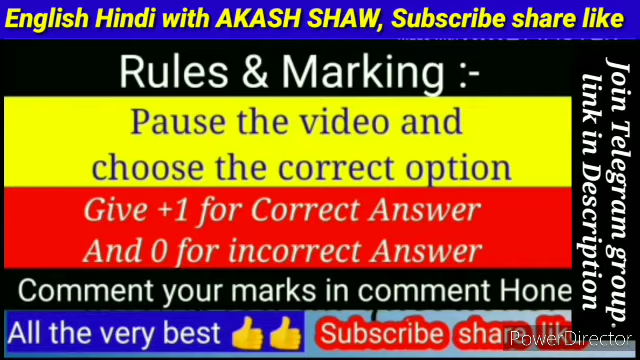 English Hindi with AKASH SHAW, Subscribe share like
Rules & Marking :-
Pause the video and
choose the correct option
Give +1 for Correct Answer
And 0 for incorrect Answer
Comment your marks in comment Hone
All the very best 👍👍
Subscribe share lik
Join Telegram group.
link in Description
PowerDirector